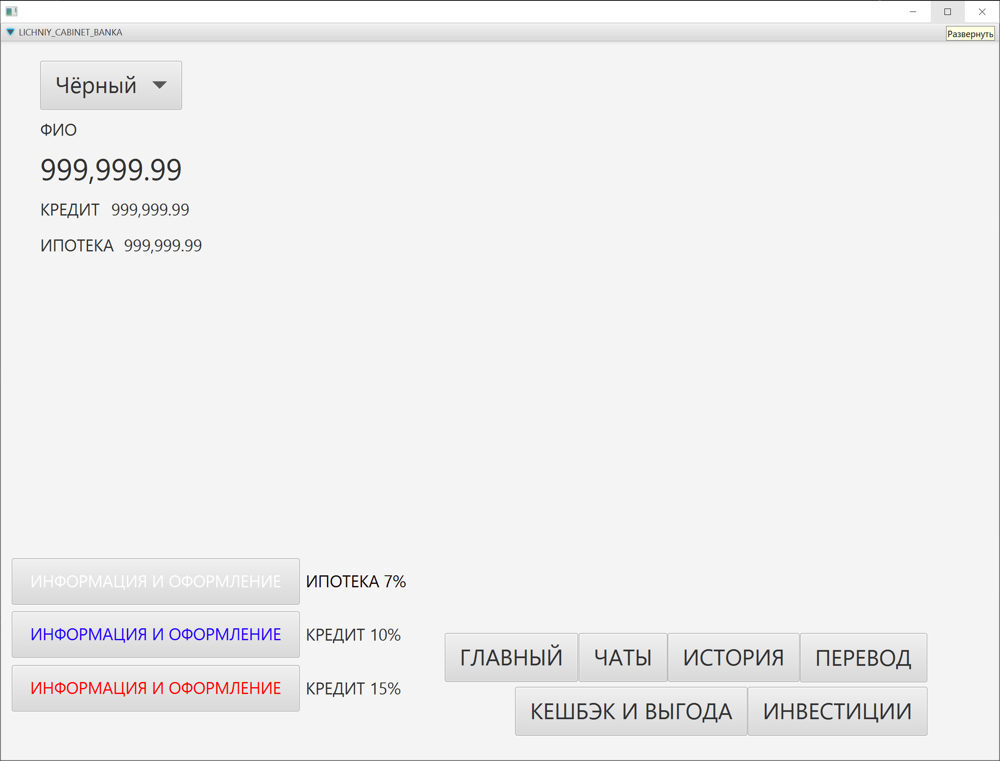 LICHNIY_CABINET_BANKA
Развернуть
Чёрный
ФИО
999,999.99
КРЕДИТ 999,999.99
ИПОТЕКА 999,999.99
ИНФОРМАЦИЯ И ОФОРМЛЕНИЕ ИПОТЕКА 7%
ИНФОРМАЦИЯ И ОФОРМЛЕНИЕ КРЕДИТ 10%
ИНФОРМАЦИЯ И ОФОРМЛЕНИЕ КРЕДИТ 15%
ГЛАВНЫЙ ЧАТЫ ИСТОРИЯ ПЕРЕВОД
КЕШБЭК И ВЫГОДА ИНВЕСТИЦИИ